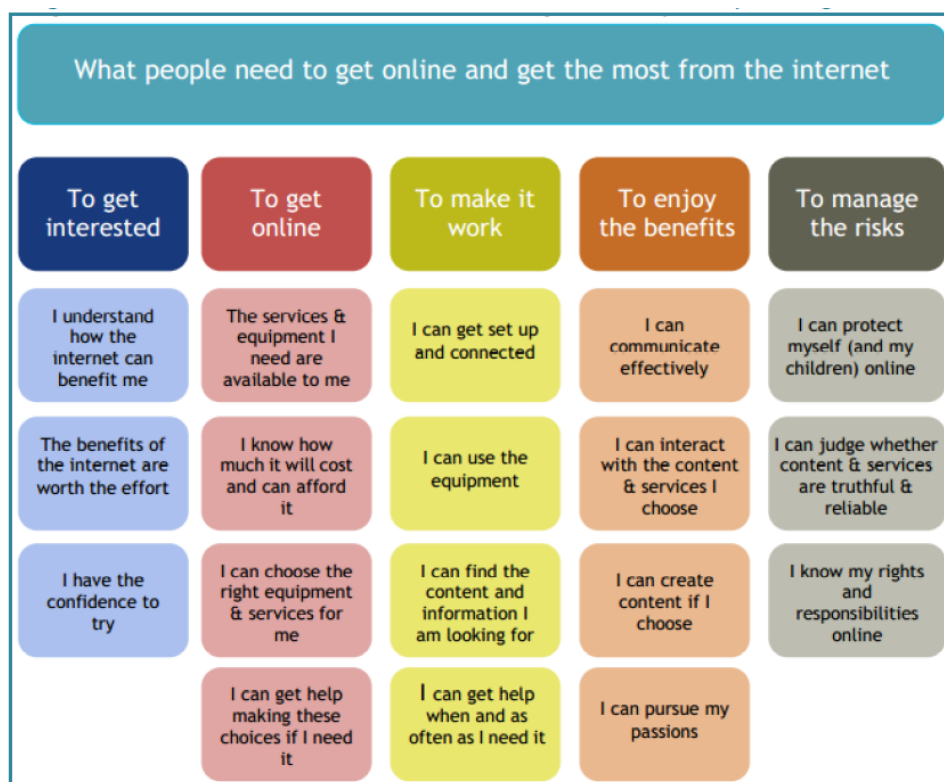 What people need to get online and get the most from the internet
To get
interested
To get
online
To make it
work
To enjoy
the benefits
To manage
the risks
I understand
how the
internet can
benefit me
The services &
equipment I
need are
available to me
I can get set up
and connected
I can
communicate
effectively
I can protect
myself (and my
children) online
The benefits of
the internet are
worth the effort
I know how
much it will cost
and can afford
it
I can use the
equipment
I can interact
with the content
& services I
choose
I can judge whether
content & services
are truthful &
reliable
I have the
confidence to
try
I can choose the
right equipment
& services for
me
I can find the
content and
information I
am looking for
I can create
content if I
choose
I know my rights
and
responsibilities
online
I can get help
making these
choices if I need
it
I can get help
when and as
often as I need it
I can pursue my
passions